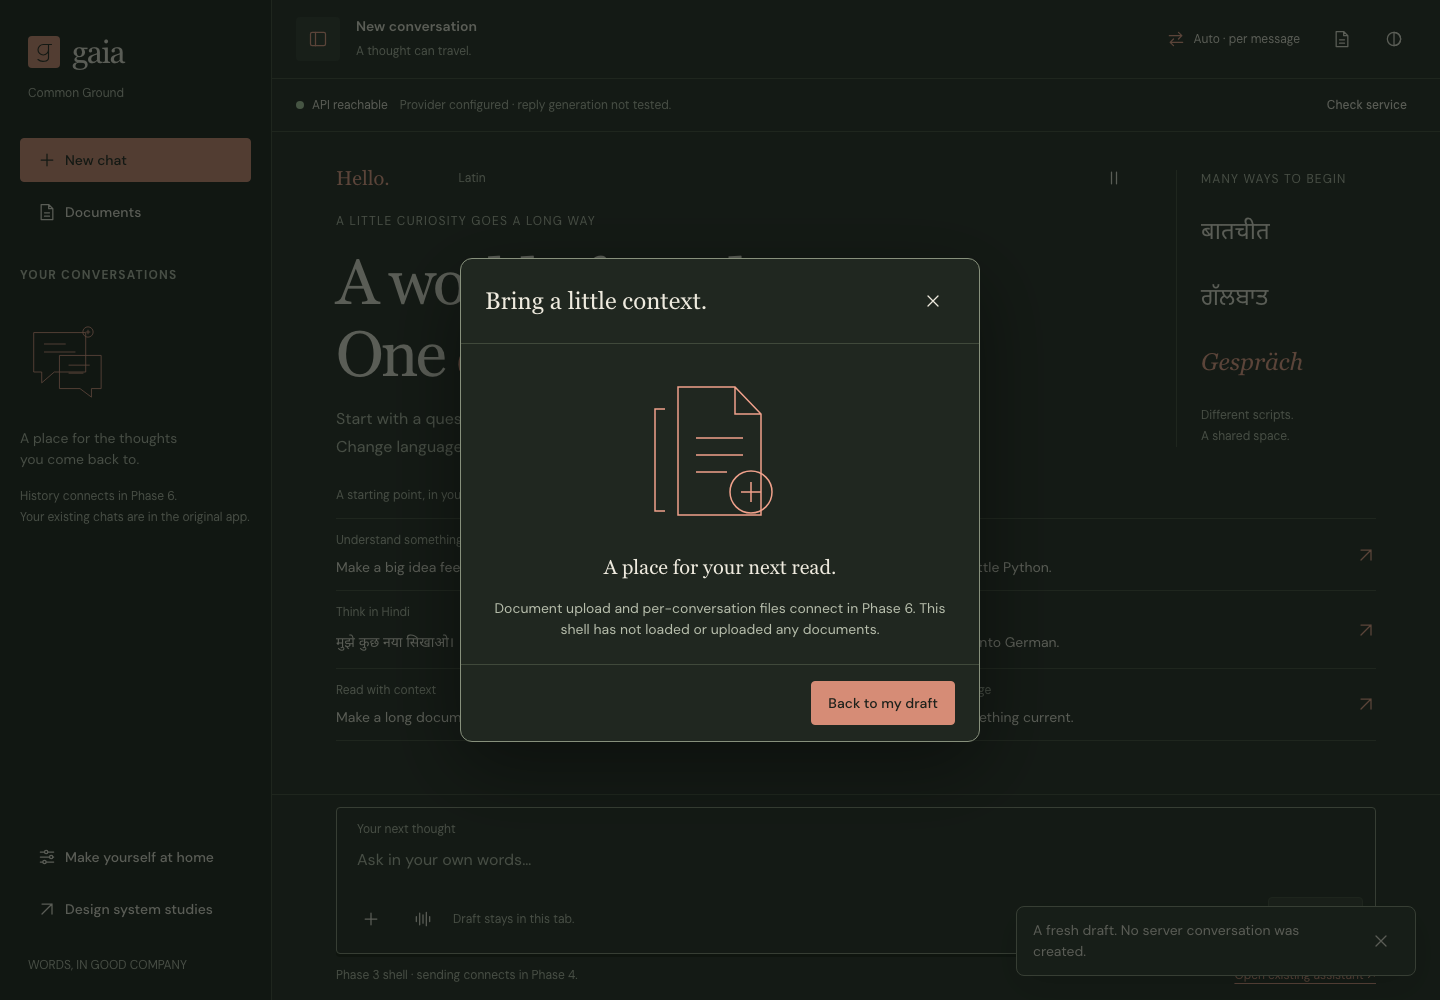 gaia
Common Ground
New chat
Documents
YOUR CONVERSATIONS
A place for the thoughts
you come back to.
History connects in Phase 6.
Your existing chats are in the original app.
Make yourself at home
Design system studies
WORDS, IN GOOD COMPANY
New conversation
A thought can travel.
Auto · per message
API reachable
Provider configured · reply generation not tested.
Check service
Hello.
Latin
A LITTLE CURIOSITY GOES A LONG WAY
A
One
Start with a
Change language
A starting point, in
MANY WAYS TO BEGIN
बातचीत
ਗੱਲਬਾਤ
Gespräch
Different scripts.
A shared space.
Understand something
Make a big idea
Python.
Think in Hindi
मुझे कुछ नया सिखाओ।
German.
Read with context
Make a long
current.
Bring a little context.
A place for your next read.
Document upload and per-conversation files connect in Phase 6. This
shell has not loaded or uploaded any documents.
Back to my draft
Your next thought
Ask in your own words…
Draft stays in this tab.
Phase 3 shell · sending connects in Phase 4.
A fresh draft. No server conversation was
created.
Open existing assistant